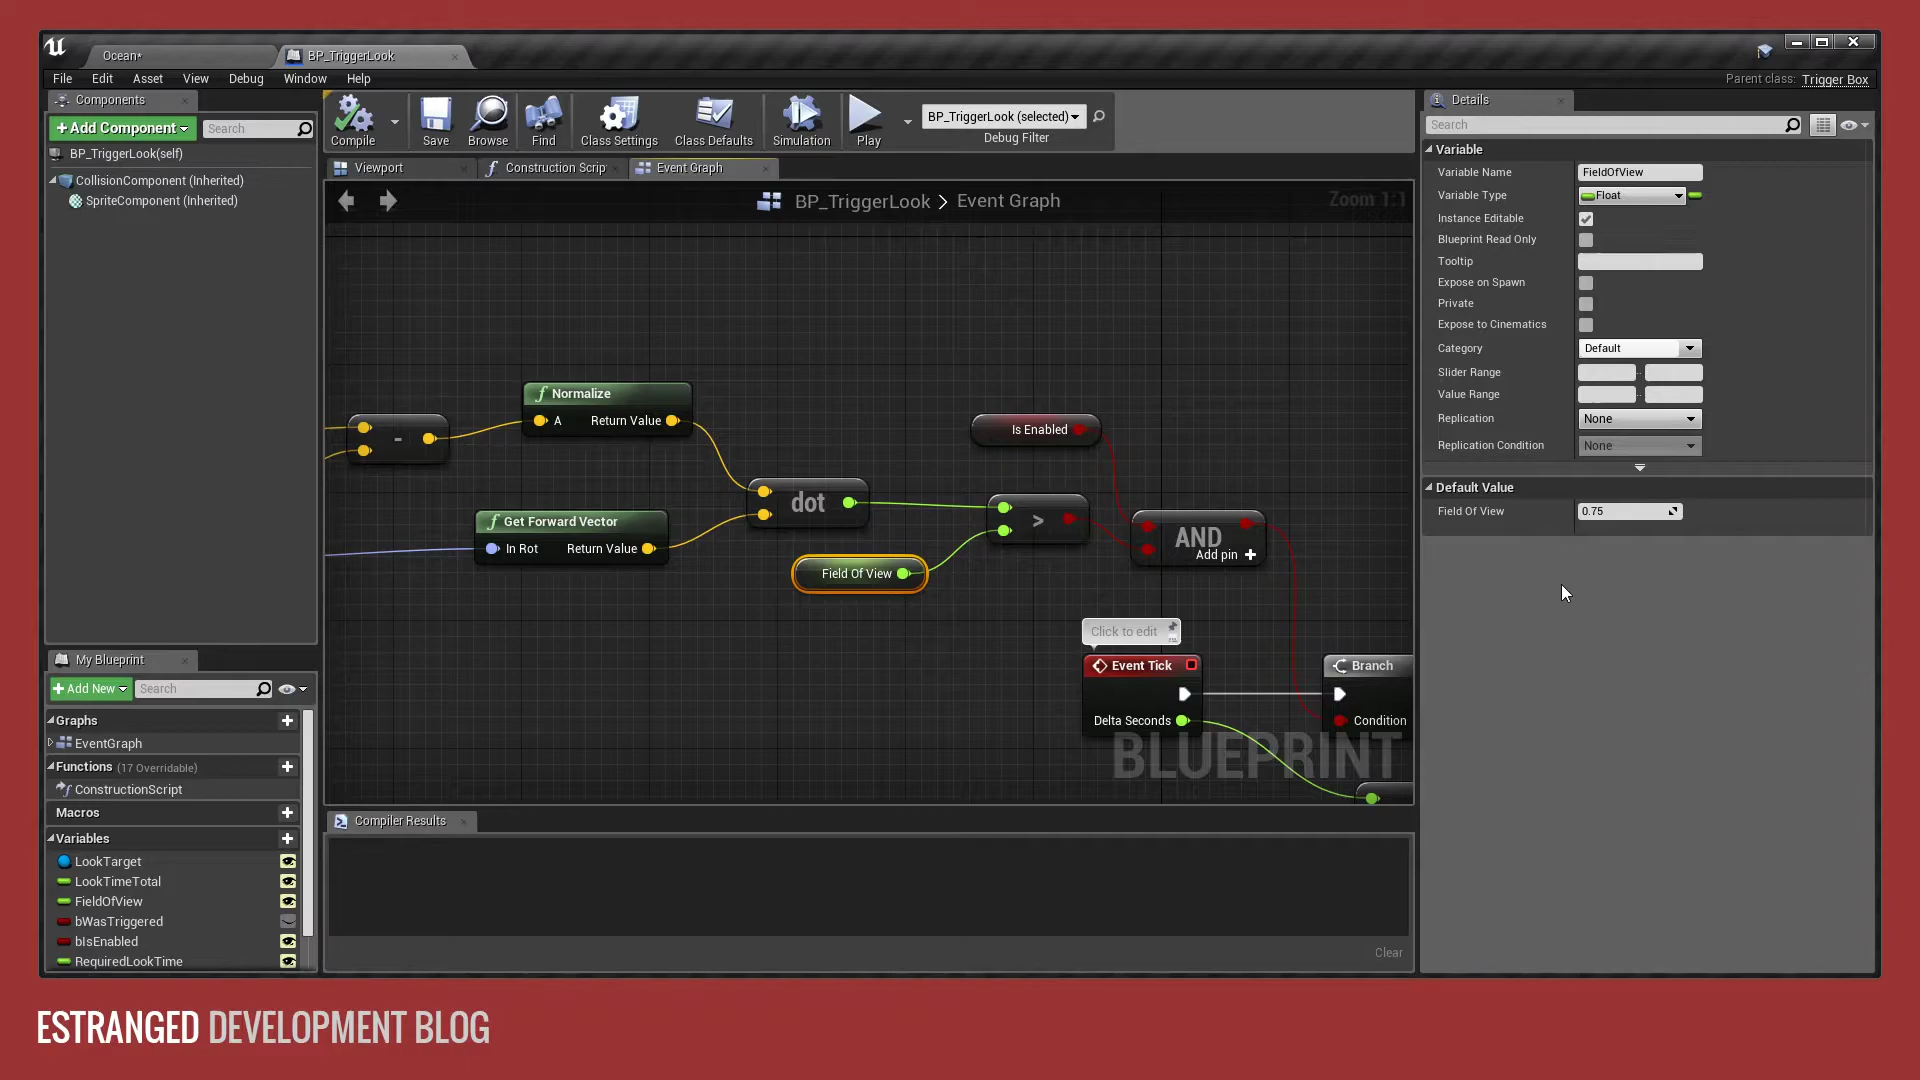 Ocean*
BP_TriggerLook
File Edit Asset View Debug Window Help
Parent class: Trigger Box
Components
+Add Component
Search
BP_TriggerLook(self)
CollisionComponent (Inherited)
SpriteComponent (Inherited)
Compile
Save
Browse
Find
Class Settings
Class Defaults
Simulation
Play
BP_TriggerLook (selected)
Debug Filter
Viewport
Construction Scrip
Event Graph
BP_TriggerLook > Event Graph
Zoom 1:1
Normalize
A Return Value
-
Get Forward Vector
In Rot Return Value
dot
Field Of View
>
Is Enabled
AND
Add pin +
Click to edit
Event Tick
Delta Seconds
Branch
Condition
BLUEPRINT
Compiler Results
Clear
My Blueprint
+Add New
Search
Graphs
EventGraph
Functions (17 Overridable)
ConstructionScript
Macros
Variables
LookTarget
LookTimeTotal
FieldOfView
bWasTriggered
bIsEnabled
RequiredLookTime
Details
Search
Variable
Variable Name FieldOfView
Variable Type Float
Instance Editable
Blueprint Read Only
Tooltip
Expose on Spawn
Private
Expose to Cinematics
Category Default
Slider Range
Value Range
Replication None
Replication Condition None
Default Value
Field Of View 0.75
ESTRANGED DEVELOPMENT BLOG